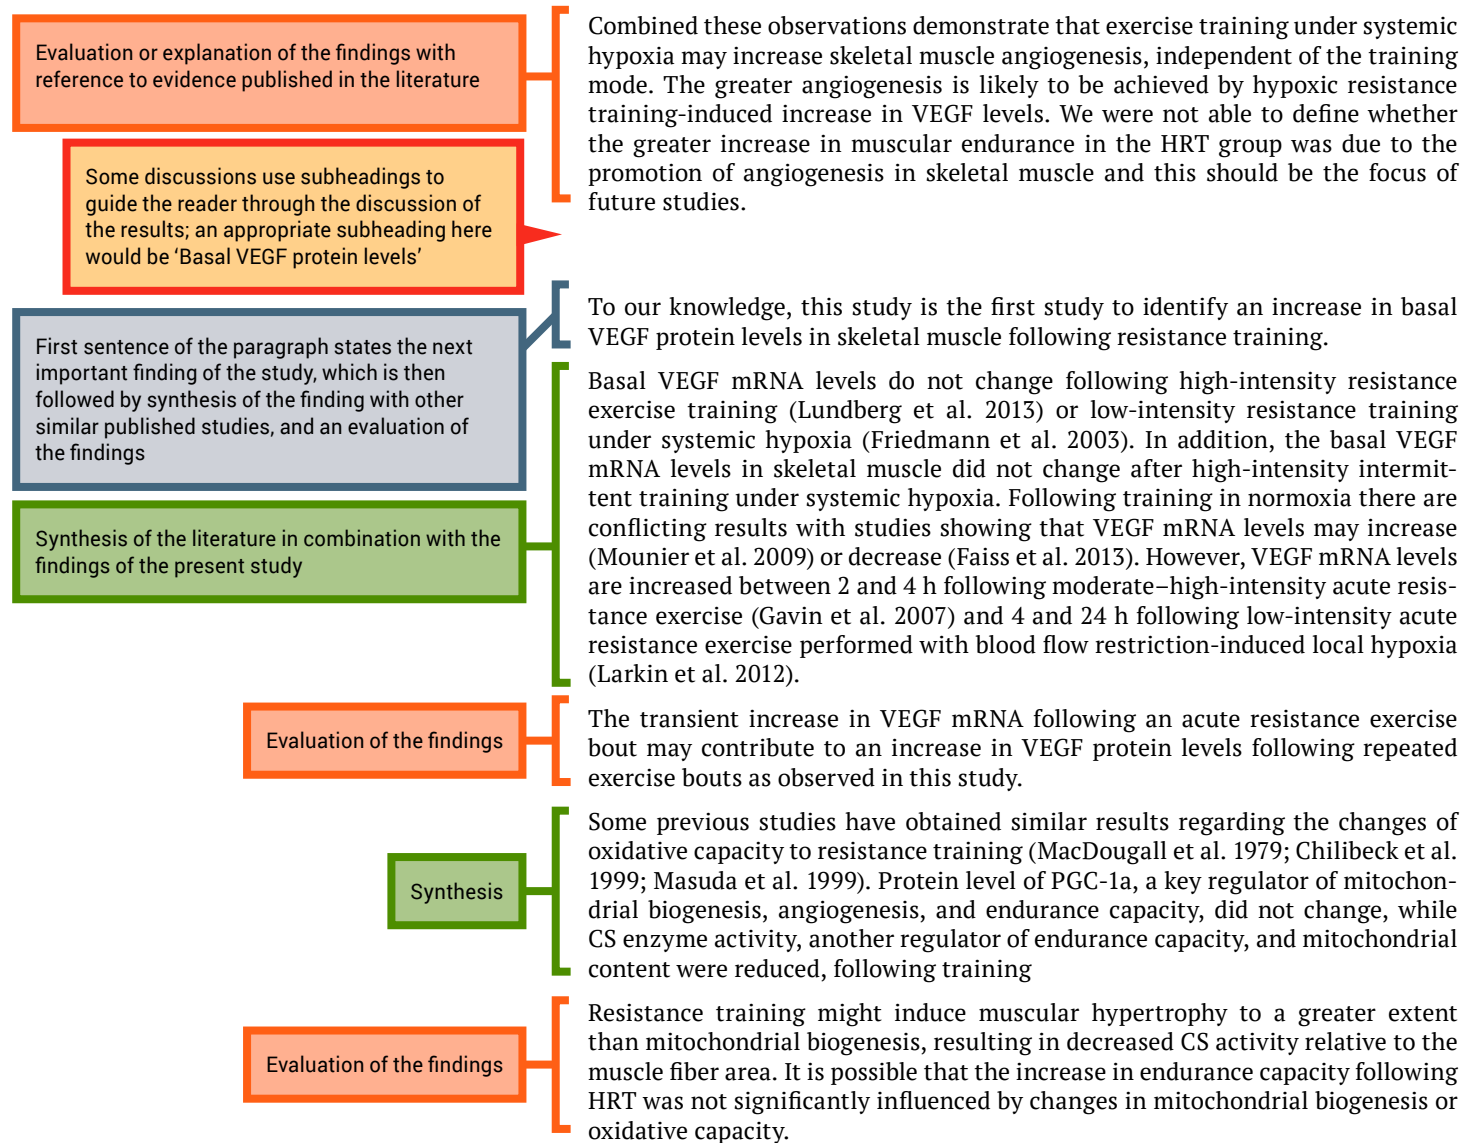 Evaluation or explanation of the findings with
reference to evidence published in the literature
Combined these observations demonstrate that exercise training under systemic
hypoxia may increase skeletal muscle angiogenesis, independent of the training
mode. The greater angiogenesis is likely to be achieved by hypoxic resistance
training-induced increase in VEGF levels. We were not able to define whether
the greater increase in muscular endurance in the HRT group was due to the
promotion of angiogenesis in skeletal muscle and this should be the focus of
future studies.
Some discussions use subheadings to
guide the reader through the discussion of
the results; an appropriate subheading here
would be ‘Basal VEGF protein levels’
First sentence of the paragraph states the next
important finding of the study, which is then
followed by synthesis of the finding with other
similar published studies, and an evaluation of
the findings
To our knowledge, this study is the first study to identify an increase in basal
VEGF protein levels in skeletal muscle following resistance training.
Synthesis of the literature in combination with the
findings of the present study
Basal VEGF mRNA levels do not change following high-intensity resistance
exercise training (Lundberg et al. 2013) or low-intensity resistance training
under systemic hypoxia (Friedmann et al. 2003). In addition, the basal VEGF
mRNA levels in skeletal muscle did not change after high-intensity intermit-
tent training under systemic hypoxia. Following training in normoxia there are
conflicting results with studies showing that VEGF mRNA levels may increase
(Mounier et al. 2009) or decrease (Faiss et al. 2013). However, VEGF mRNA levels
are increased between 2 and 4 h following moderate–high-intensity acute resis-
tance exercise (Gavin et al. 2007) and 4 and 24 h following low-intensity acute
resistance exercise performed with blood flow restriction-induced local hypoxia
(Larkin et al. 2012).
Evaluation of the findings
The transient increase in VEGF mRNA following an acute resistance exercise
bout may contribute to an increase in VEGF protein levels following repeated
exercise bouts as observed in this study.
Synthesis
Some previous studies have obtained similar results regarding the changes of
oxidative capacity to resistance training (MacDougall et al. 1979; Chilibeck et al.
1999; Masuda et al. 1999). Protein level of PGC-1a, a key regulator of mitochon-
drial biogenesis, angiogenesis, and endurance capacity, did not change, while
CS enzyme activity, another regulator of endurance capacity, and mitochondrial
content were reduced, following training
Evaluation of the findings
Resistance training might induce muscular hypertrophy to a greater extent
than mitochondrial biogenesis, resulting in decreased CS activity relative to the
muscle fiber area. It is possible that the increase in endurance capacity following
HRT was not significantly influenced by changes in mitochondrial biogenesis or
oxidative capacity.